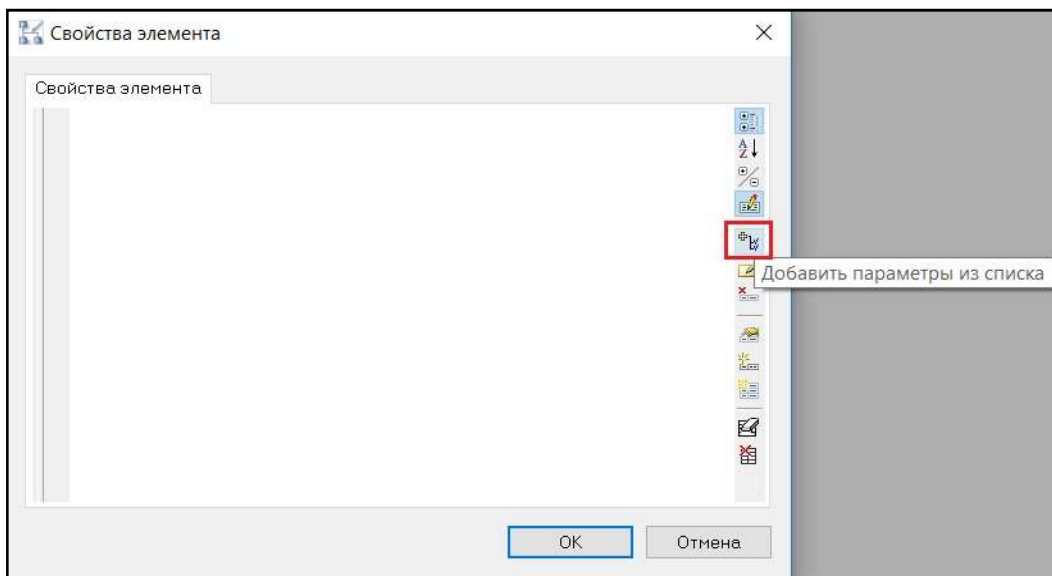 Свойства элемента
Свойства элемента
Добавить параметры из списка
OK
Отмена